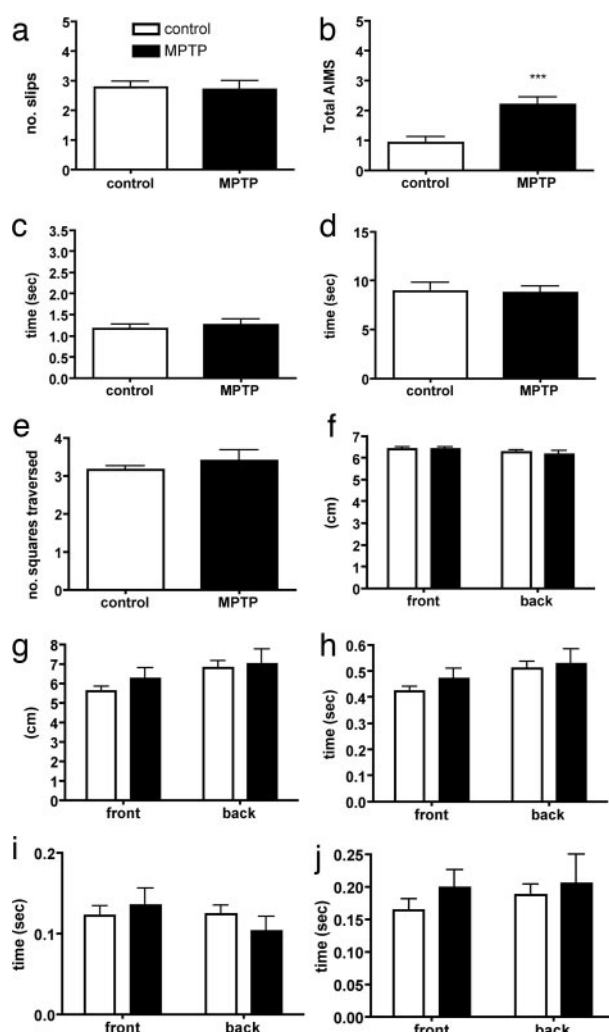 a
control
MPTP
no. slips
5
4
3
2
1
0
control MPTP
b
Total AIMS
5
4
3
2
1
0
***
control MPTP
c
time (sec)
3.5
3.0
2.5
2.0
1.5
1.0
0.5
0.0
control MPTP
d
time (sec)
15
10
5
0
control MPTP
e
no. squares traversed
4
3
2
1
0
control MPTP
f
(cm)
7
6
5
4
3
2
1
0
front back
g
(cm)
8
7
6
5
4
3
2
1
0
front back
h
time (sec)
0.6
0.5
0.4
0.3
0.2
0.1
0.0
front back
i
time (sec)
0.2
0.1
0.0
front back
j
time (sec)
0.25
0.20
0.15
0.10
0.05
0.00
front back